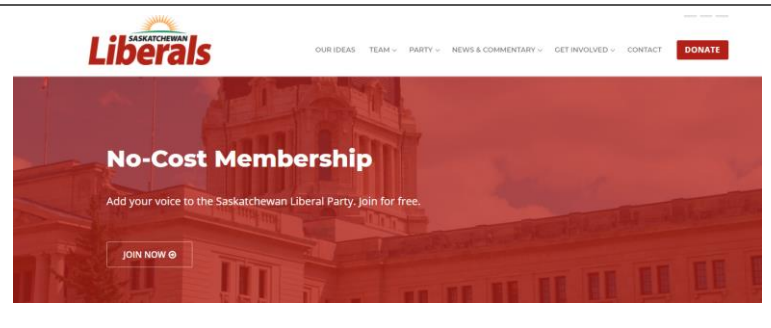 SASKATCHEWAN
Liberals
OUR IDEAS TEAM PARTY NEWS & COMMENTARY GET INVOLVED CONTACT DONATE
No-Cost Membership
Add your voice to the Saskatchewan Liberal Party. Join for free.
JOIN NOW